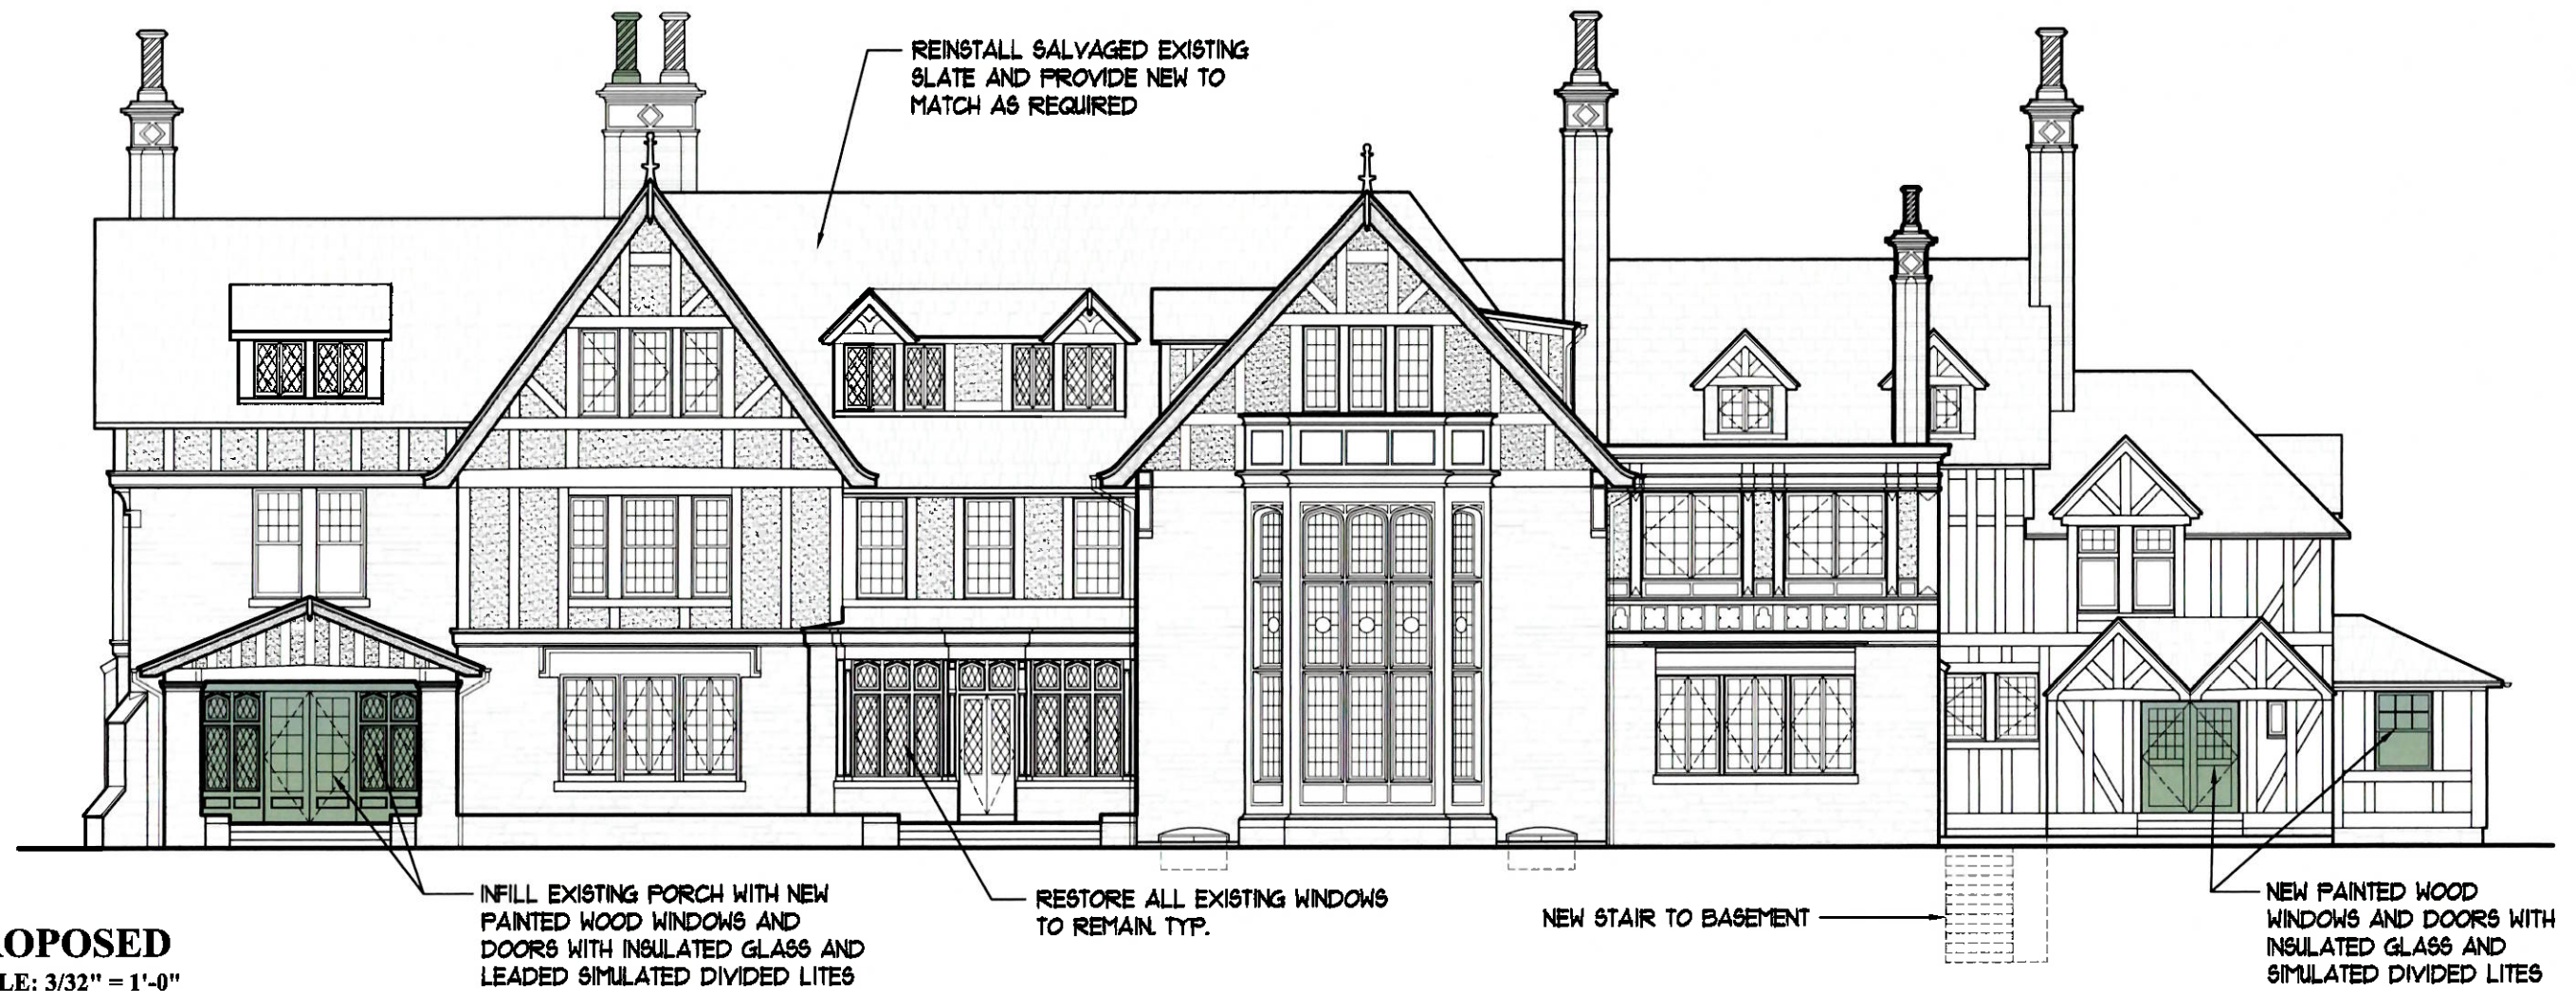 REINSTALL SALVAGED EXISTING
SLATE AND PROVIDE NEW TO
MATCH AS REQUIRED
INFILL EXISTING PORCH WITH NEW
PAINTED WOOD WINDOWS AND
DOORS WITH INSULATED GLASS AND
LEADED SIMULATED DIVIDED LITES
RESTORE ALL EXISTING WINDOWS
TO REMAIN. TYP.
NEW STAIR TO BASEMENT
NEW PAINTED WOOD
WINDOWS AND DOORS WITH
INSULATED GLASS AND
SIMULATED DIVIDED LITES
OPOSED
LE: 3/32" = 1'-0"